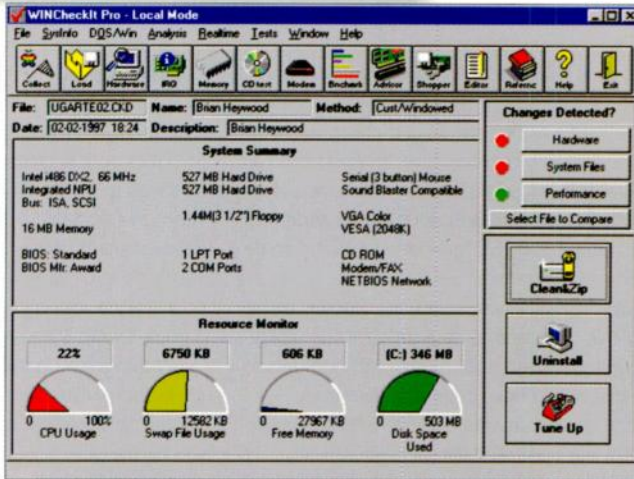 WINCheckIt Pro - Local Mode
File SysInfo DOS/Win Analysis Realtime Tests Window Help
Collect Load Hardware IRQ Memory CD test Modem Bnchmrk Advisor Shopper Editor Referenc Help Exit
File: UGARTE02.CKD Name: Brian Heywood Method: Cust/Windowed
Date: 02-02-1997 18:24 Description: Brian Heywood
System Summary
Intel i486 DX2, 66 MHz 527 MB Hard Drive Serial (3 button) Mouse
Integrated NPU 527 MB Hard Drive Sound Blaster Compatible
Bus: ISA, SCSI
1.44M(3 1/2") Floppy VGA Color
16 MB Memory VESA (2048K)
BIOS: Standard 1 LPT Port CD ROM
BIOS Mfr: Award 2 COM Ports Modem/FAX
NETBIOS Network
Changes Detected?
Hardware
System Files
Performance
Select File to Compare
Clean&Zip
Uninstall
Tune Up
Resource Monitor
22% 6750 KB 606 KB (C:) 346 MB
0 100% 0 12582 KB 0 27967 KB 0 503 MB
CPU Usage Swap File Usage Free Memory Disk Space
Used